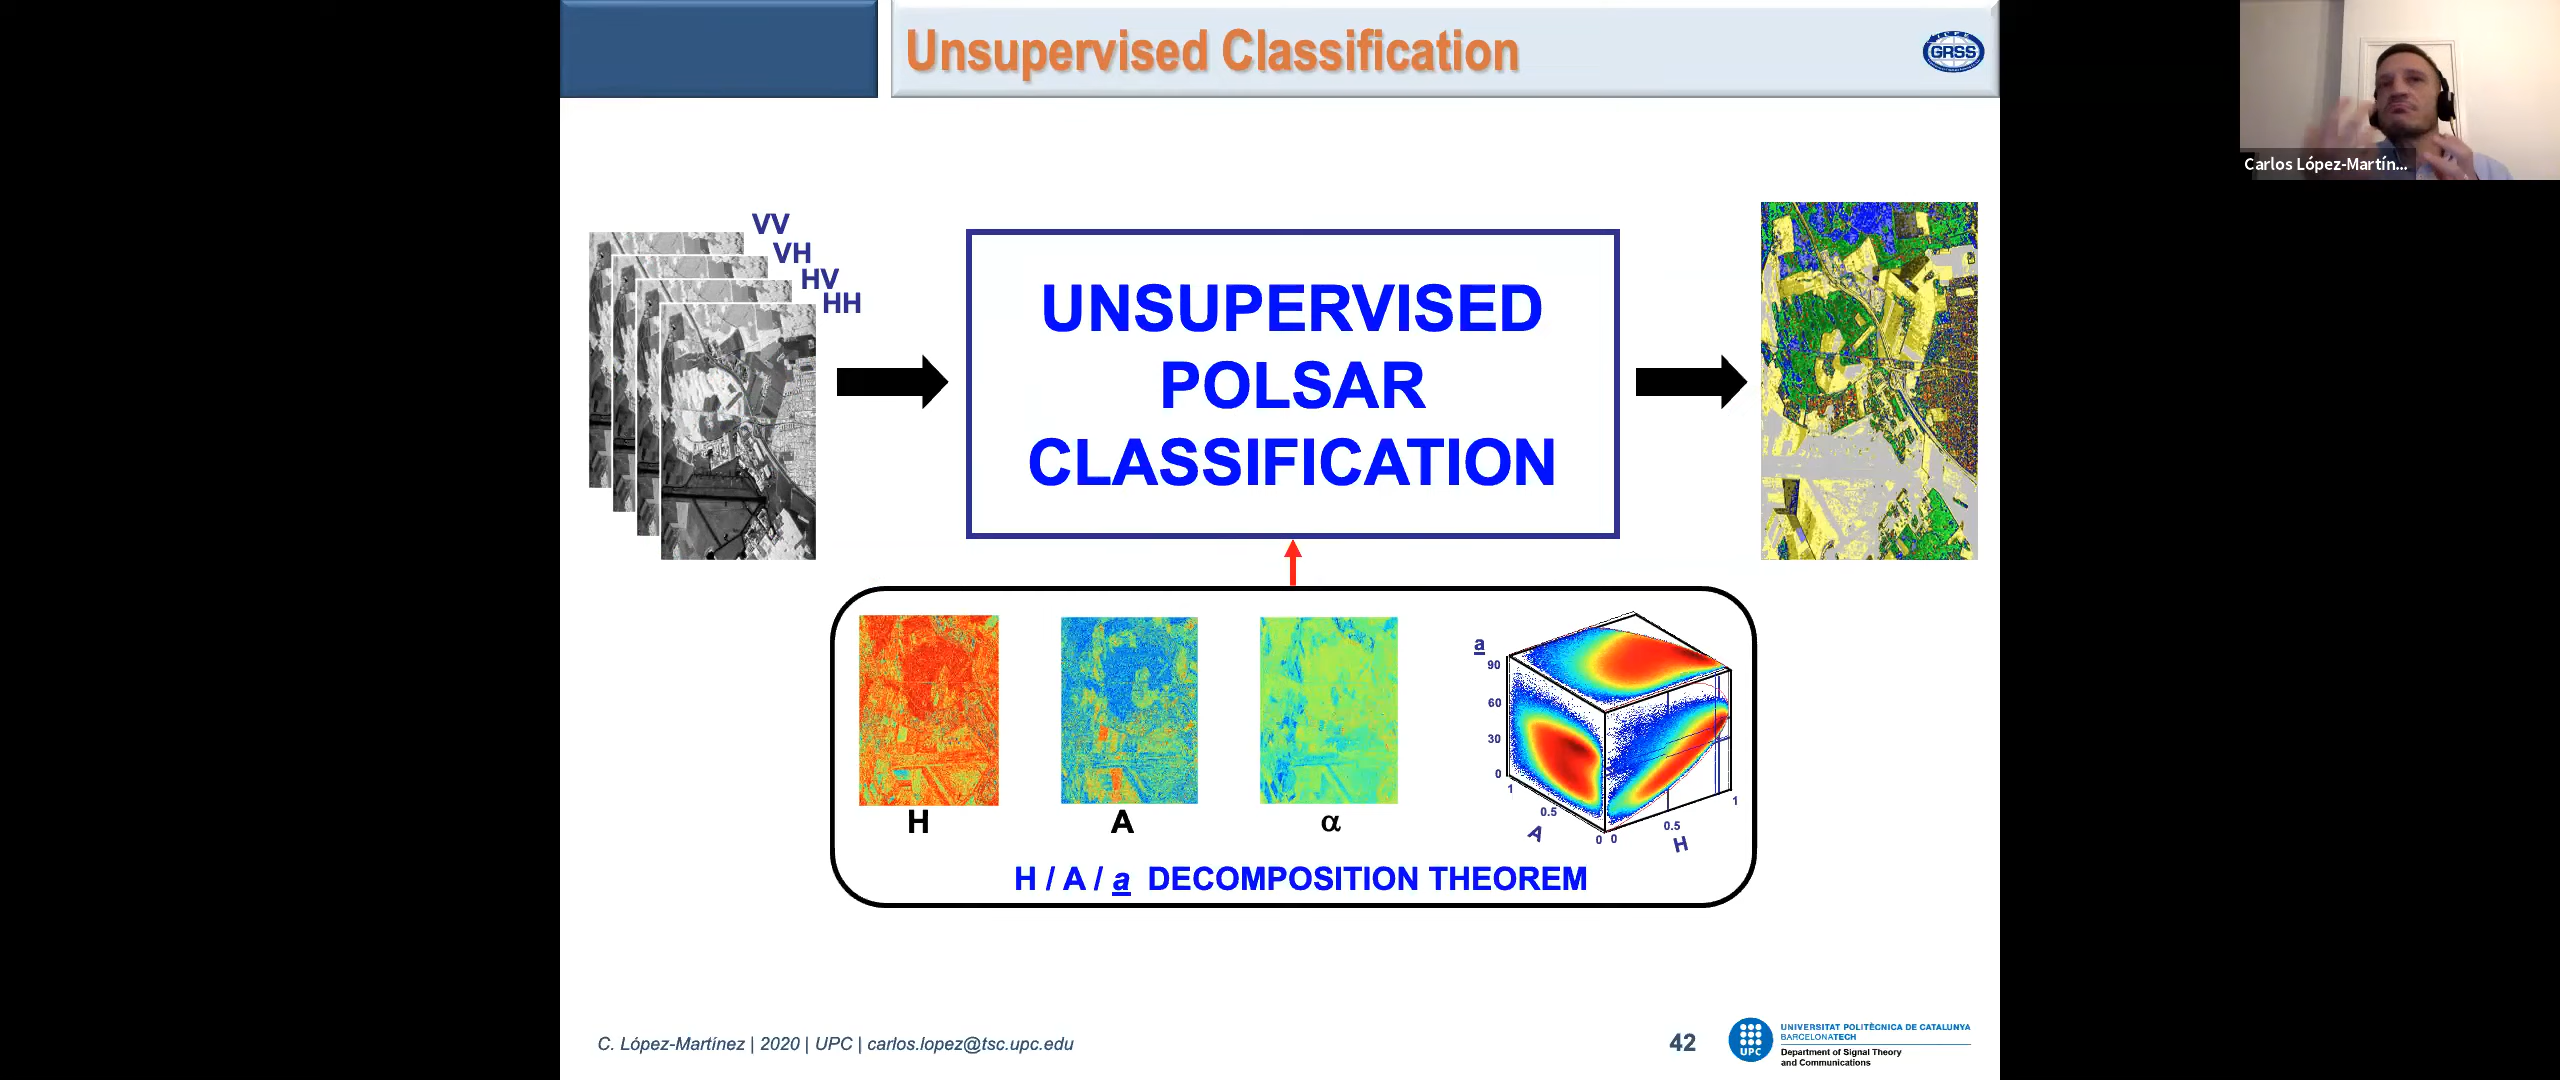 Unsupervised Classification
GRSS
Carlos López-Martín...
VV
VH
HV
HH
UNSUPERVISED
POLSAR
CLASSIFICATION
a
90
60
30
0
1
0.5
0
A
0
0.5
1
H
H
A
α
H / A / a DECOMPOSITION THEOREM
C. López-Martínez | 2020 | UPC | carlos.lopez@tsc.upc.edu
42
UPC
UNIVERSITAT POLITÈCNICA DE CATALUNYA
BARCELONATECH
Department of Signal Theory
and Communications